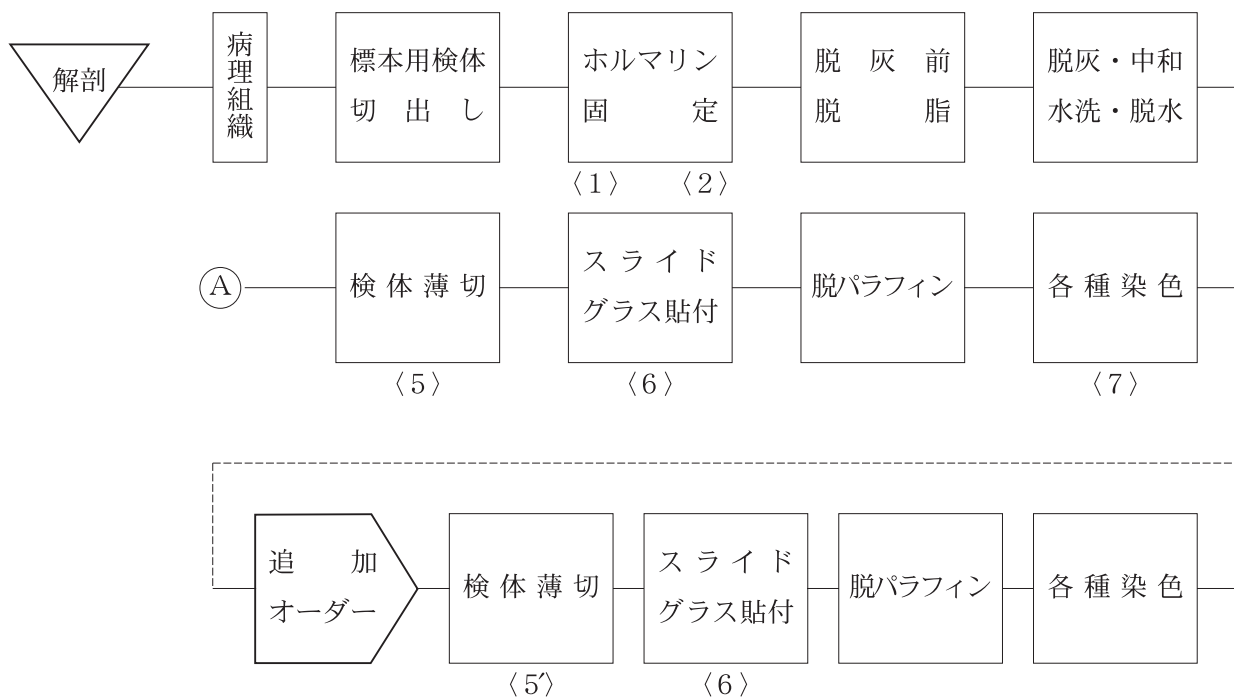 解剖
病理組織
標本用検体
切出し
ホルマリン
固定
脱灰前
脱脂
脱灰・中和
水洗・脱水
〈1〉 〈2〉
A
検体薄切
スライド
グラス貼付
脱パラフィン
各種染色
〈5〉
〈6〉
〈7〉
追加
オーダー
検体薄切
スライド
グラス貼付
脱パラフィン
各種染色
〈5′〉
〈6〉